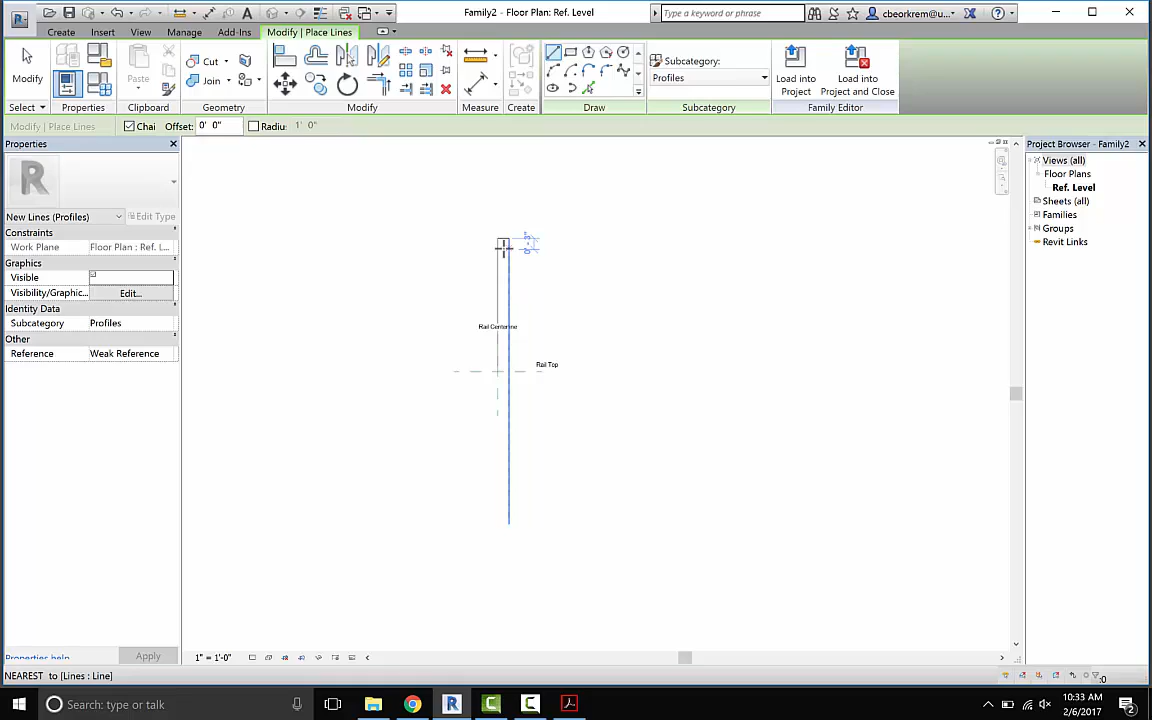 Family2 - Floor Plan: Ref. Level
Type a keyword or phrase
cbeorkrem@u...
Create Insert View Manage Add-Ins Modify | Place Lines
Modify
Paste
Cut
Join
Subcategory:
Profiles
Load into Project
Load into Project and Close
Select Properties Clipboard Geometry Modify Measure Create Draw Subcategory Family Editor
Modify | Place Lines
Chai Offset: 0' 0" Radiu: 1' 0"
Properties
Project Browser - Family2
New Lines (Profiles) Edit Type
Constraints
Work Plane Floor Plan : Ref. L...
Graphics
Visible
Visibility/Graphic... Edit...
Identity Data
Subcategory Profiles
Other
Reference Weak Reference
Views (all)
Floor Plans
Ref. Level
Sheets (all)
Families
Groups
Revit Links
Rail Centerline
Rail Top
Properties help Apply
1" = 1'-0"
NEAREST to [Lines : Line]
:0
Search: type or talk
10:33 AM
2/6/2017